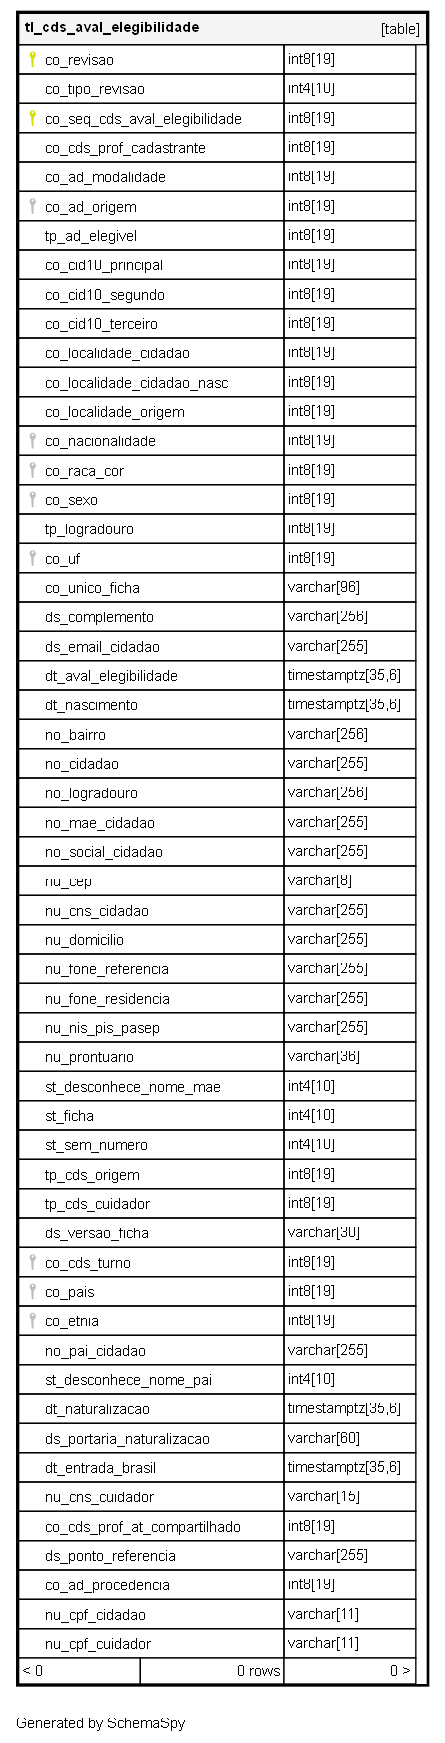 tl_cds_aval_elegibilidade [table]
co_revisao int8[19]
co_tipo_revisao int4[10]
co_seq_cds_aval_elegibilidade int8[19]
co_cds_prof_cadastrante int8[19]
co_ad_modalidade int8[19]
co_ad_origem int8[19]
tp_ad_elegivel int8[19]
co_cid10_principal int8[19]
co_cid10_segundo int8[19]
co_cid10_terceiro int8[19]
co_localidade_cidadao int8[19]
co_localidade_cidadao_nasc int8[19]
co_localidade_origem int8[19]
co_nacionalidade int8[19]
co_raca_cor int8[19]
co_sexo int8[19]
tp_logradouro int8[19]
co_uf int8[19]
co_unico_ficha varchar[96]
ds_complemento varchar[256]
ds_email_cidadao varchar[255]
dt_aval_elegibilidade timestamptz[35,6]
dt_nascimento timestamptz[35,6]
no_bairro varchar[256]
no_cidadao varchar[255]
no_logradouro varchar[256]
no_mae_cidadao varchar[255]
no_social_cidadao varchar[255]
nu_cep varchar[8]
nu_cns_cidadao varchar[255]
nu_domicilio varchar[255]
nu_fone_referencia varchar[255]
nu_fone_residencia varchar[255]
nu_nis_pis_pasep varchar[255]
nu_prontuario varchar[36]
st_desconhece_nome_mae int4[10]
st_ficha int4[10]
st_sem_numero int4[10]
tp_cds_origem int8[19]
tp_cds_cuidador int8[19]
ds_versao_ficha varchar[30]
co_cds_turno int8[19]
co_pais int8[19]
co_etnia int8[19]
no_pai_cidadao varchar[255]
st_desconhece_nome_pai int4[10]
dt_naturalizacao timestamptz[35,6]
ds_portaria_naturalizacao varchar[60]
dt_entrada_brasil timestamptz[35,6]
nu_cns_cuidador varchar[15]
co_cds_prof_at_compartilhado int8[19]
ds_ponto_referencia varchar[255]
co_ad_procedencia int8[19]
nu_cpf_cidadao varchar[11]
nu_cpf_cuidador varchar[11]
< 0 0 rows 0 >
Generated by SchemaSpy